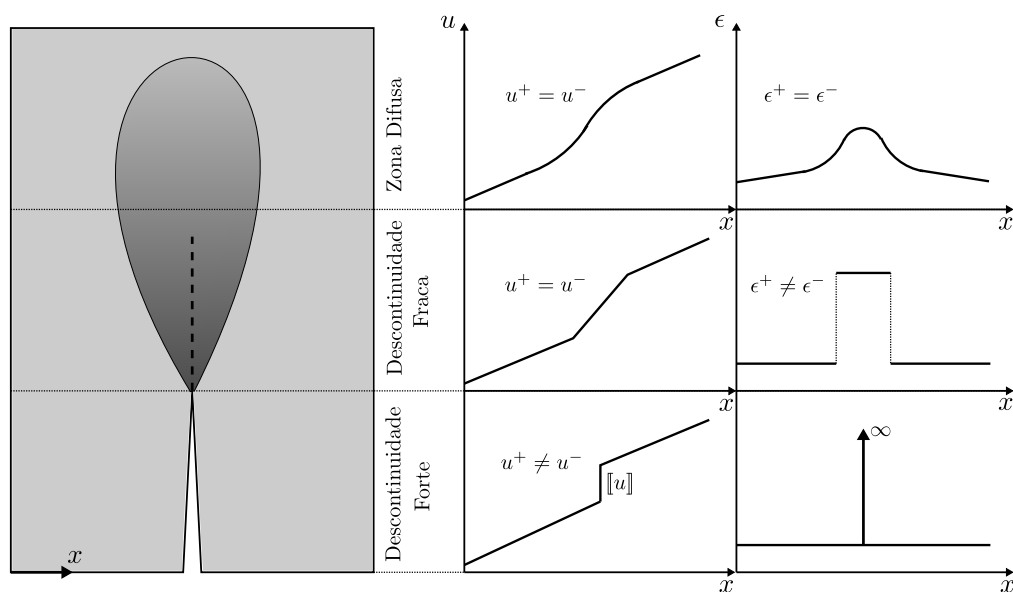 u
ϵ
Zona Difusa
u⁺ = u⁻
ϵ⁺ = ϵ⁻
x
x
Descontinuidade
Fraca
u⁺ = u⁻
ϵ⁺ ≠ ϵ⁻
x
x
Descontinuidade
Forte
u⁺ ≠ u⁻
⟦u⟧
∞
x
x
x